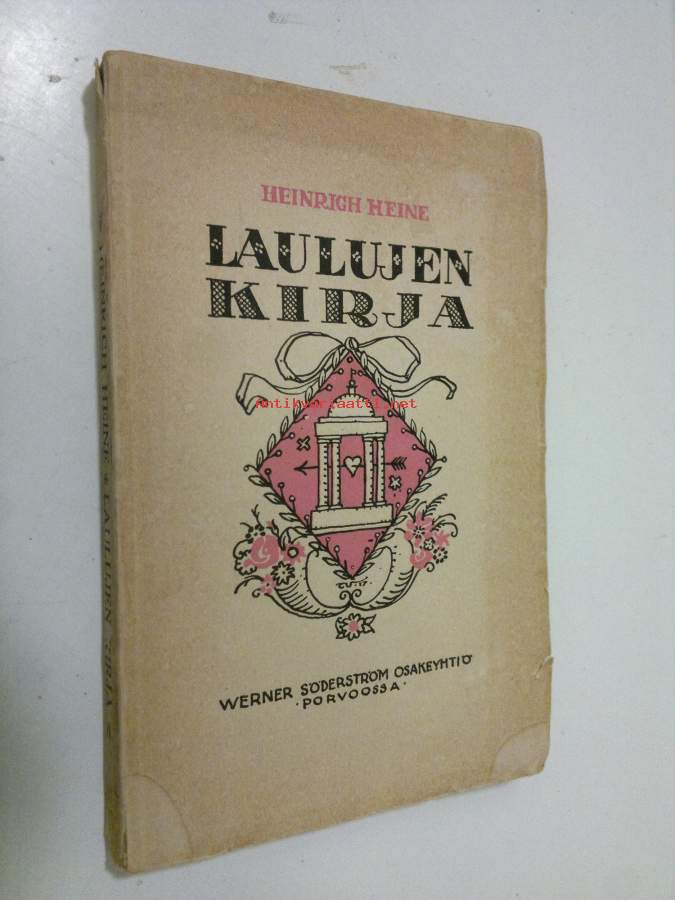 HEINRICH HEINE
LAULUJEN
KIRJA
antikvariaatti.net
WERNER SÖDERSTRÖM OSAKEYHTIÖ
· PORVOOSSA ·
HEINRICH HEINE * LAULUJEN KIRJA